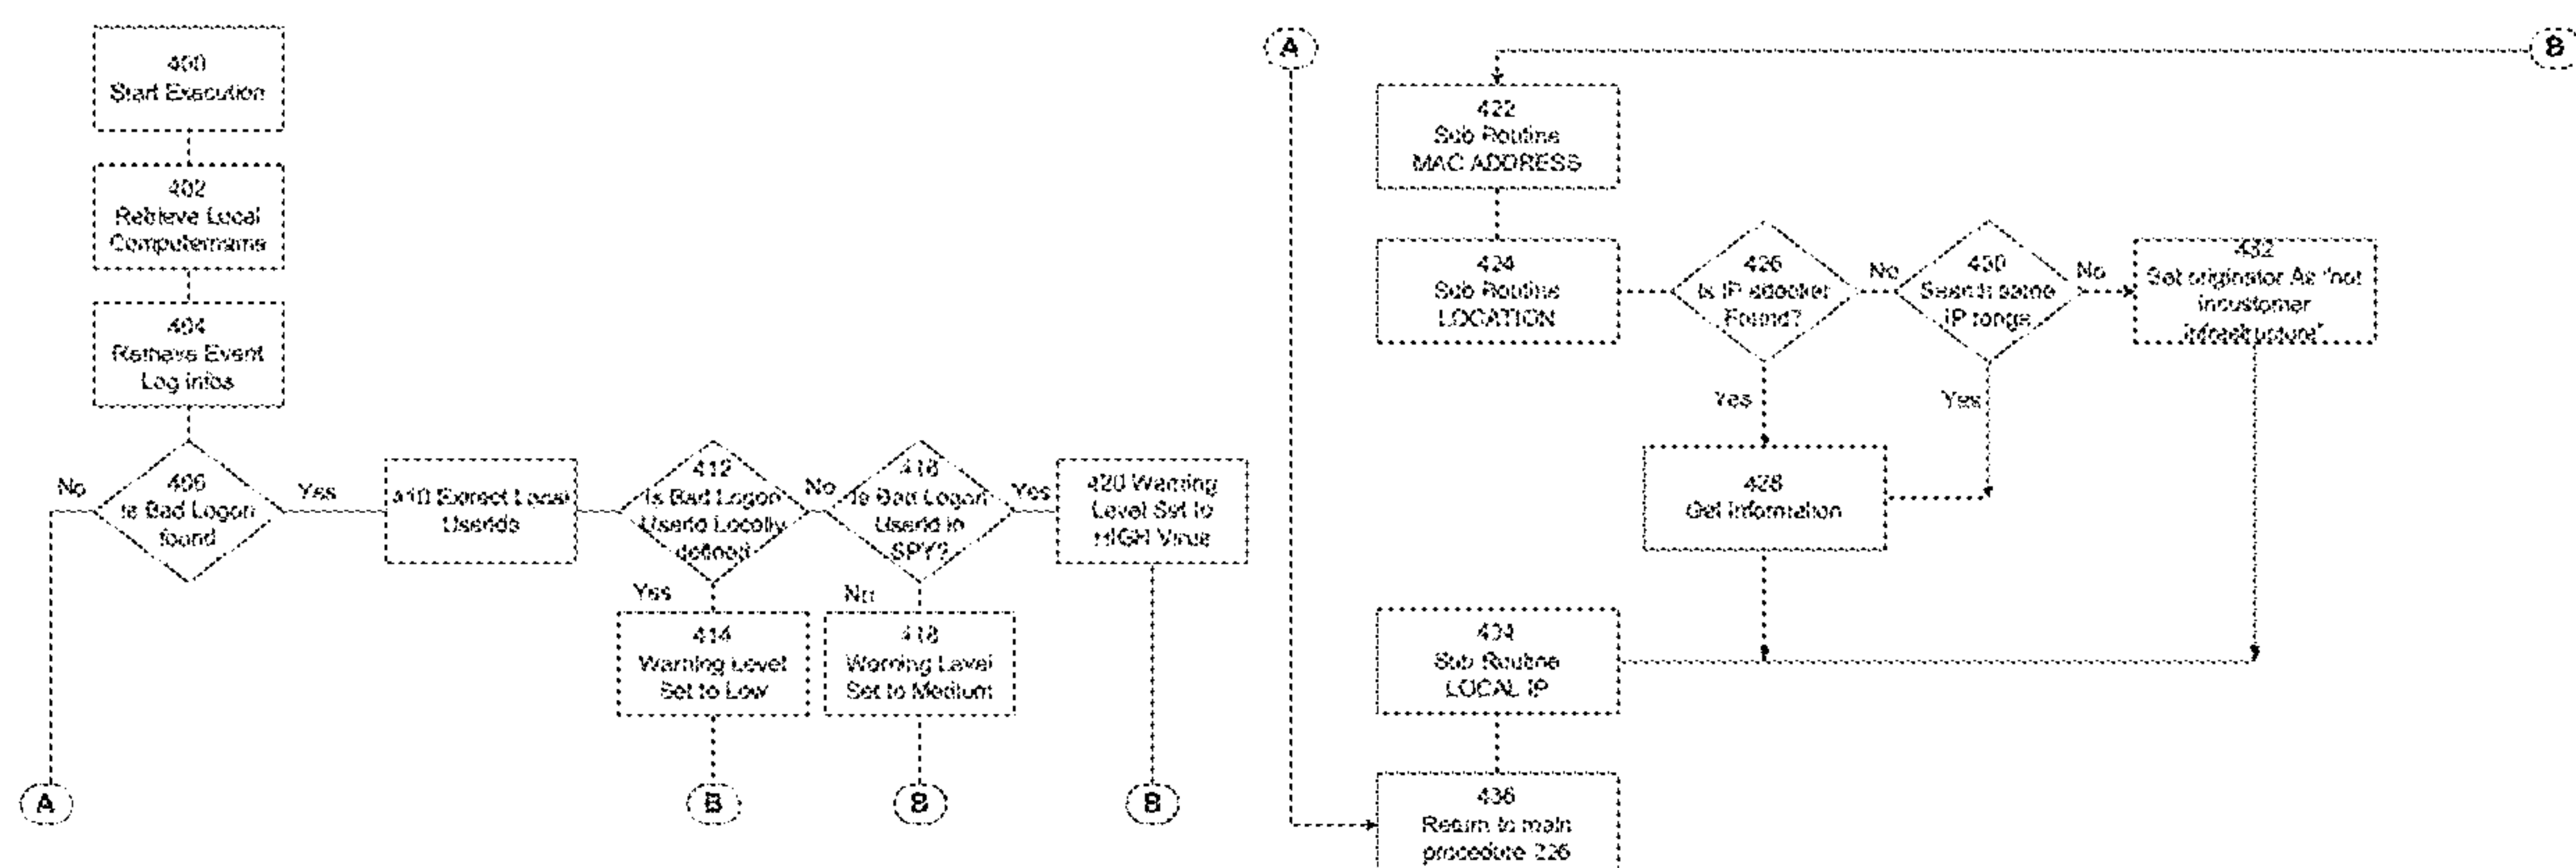 400
Start Execution
402
Retrieve Local
Computername
404
Retrieve Event
Log infos
406
Is Bad Logon
found
No
Yes
410 Extract Local
Userids
412
Is Bad Logon
Userid Locally
defined
No
Yes
414
Warning Level
Set to Low
416
Is Bad Logon
Userid in
SPY?
Yes
No
418
Warning Level
Set to Medium
420 Warning
Level Set to
HIGH Virus
A
B
B
B
A
B
422
Sub Routine
MAC ADDRESS
424
Sub Routine
LOCATION
426
Is IP attacker
Found?
No
Yes
430
Search same
IP range
No
Yes
432
Set originator As "not
incustomer
infrastructure"
428
Get Information
434
Sub Routine
LOCAL IP
436
Return to main
procedure 226